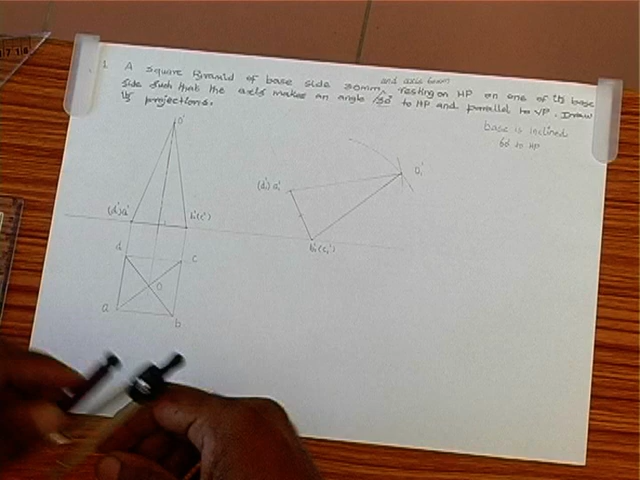 1 A square pyramid of base side 30mm, and axis 60mm resting on HP on one of its base
side such that the axis makes an angle 30° to HP and parallel to VP. Draw
its projections.
base is inclined
60 to HP
o'
(d')a' b'(c')
d c
o
a b
(d')a' o'
b'(c')